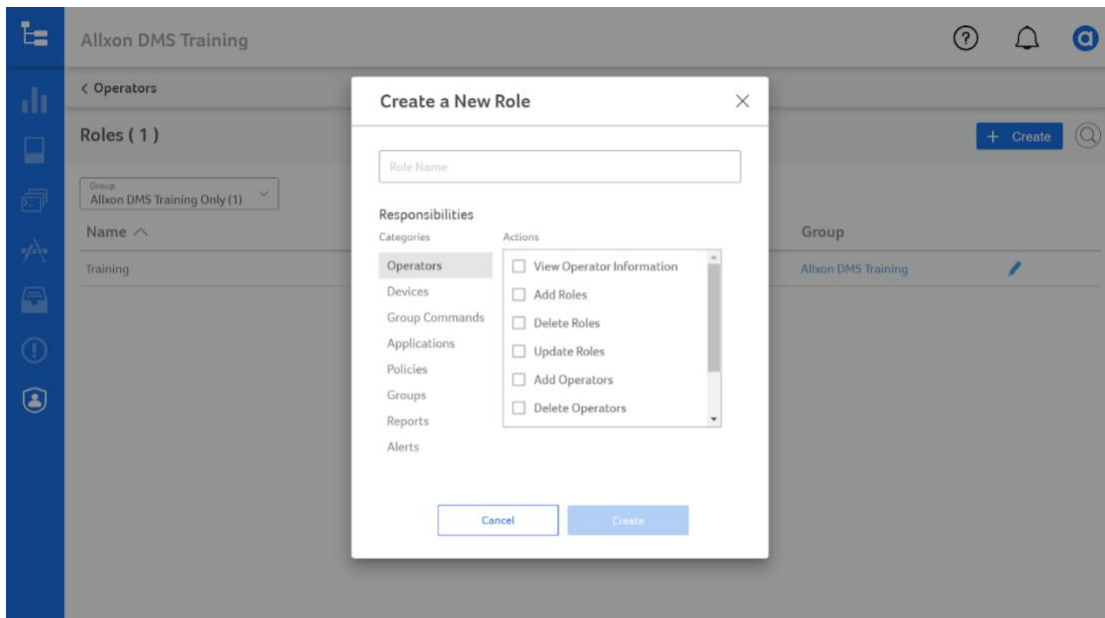 Allxon DMS Training
< Operators
Roles ( 1 )
+ Create
Group
Allxon DMS Training Only (1)
Name
Group
Training
Allxon DMS Training
Create a New Role
Role Name
Responsibilities
Categories
Actions
Operators
Devices
Group Commands
Applications
Policies
Groups
Reports
Alerts
View Operator Information
Add Roles
Delete Roles
Update Roles
Add Operators
Delete Operators
Cancel
Create